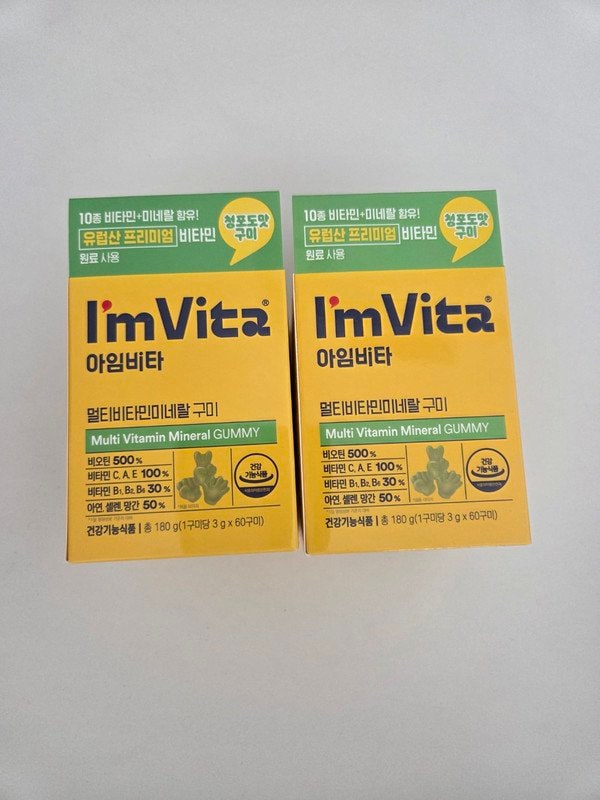 10종 비타민+미네랄 함유!
유럽산 프리미엄 비타민
원료 사용
청포도맛
구미
I'mVita®
아임비타
멀티비타민미네랄 구미
Multi Vitamin Mineral GUMMY
비오틴 500%
비타민 C, A, E 100%
비타민 B1, B2, B6 30%
아연, 셀렌, 망간 50%
건강
기능식품
건강기능식품 | 총 180 g(1구미당 3 g x 60구미)
10종 비타민+미네랄 함유!
유럽산 프리미엄 비타민
원료 사용
청포도맛
구미
I'mVita®
아임비타
멀티비타민미네랄 구미
Multi Vitamin Mineral GUMMY
비오틴 500%
비타민 C, A, E 100%
비타민 B1, B2, B6 30%
아연, 셀렌, 망간 50%
건강
기능식품
건강기능식품 | 총 180 g(1구미당 3 g x 60구미)